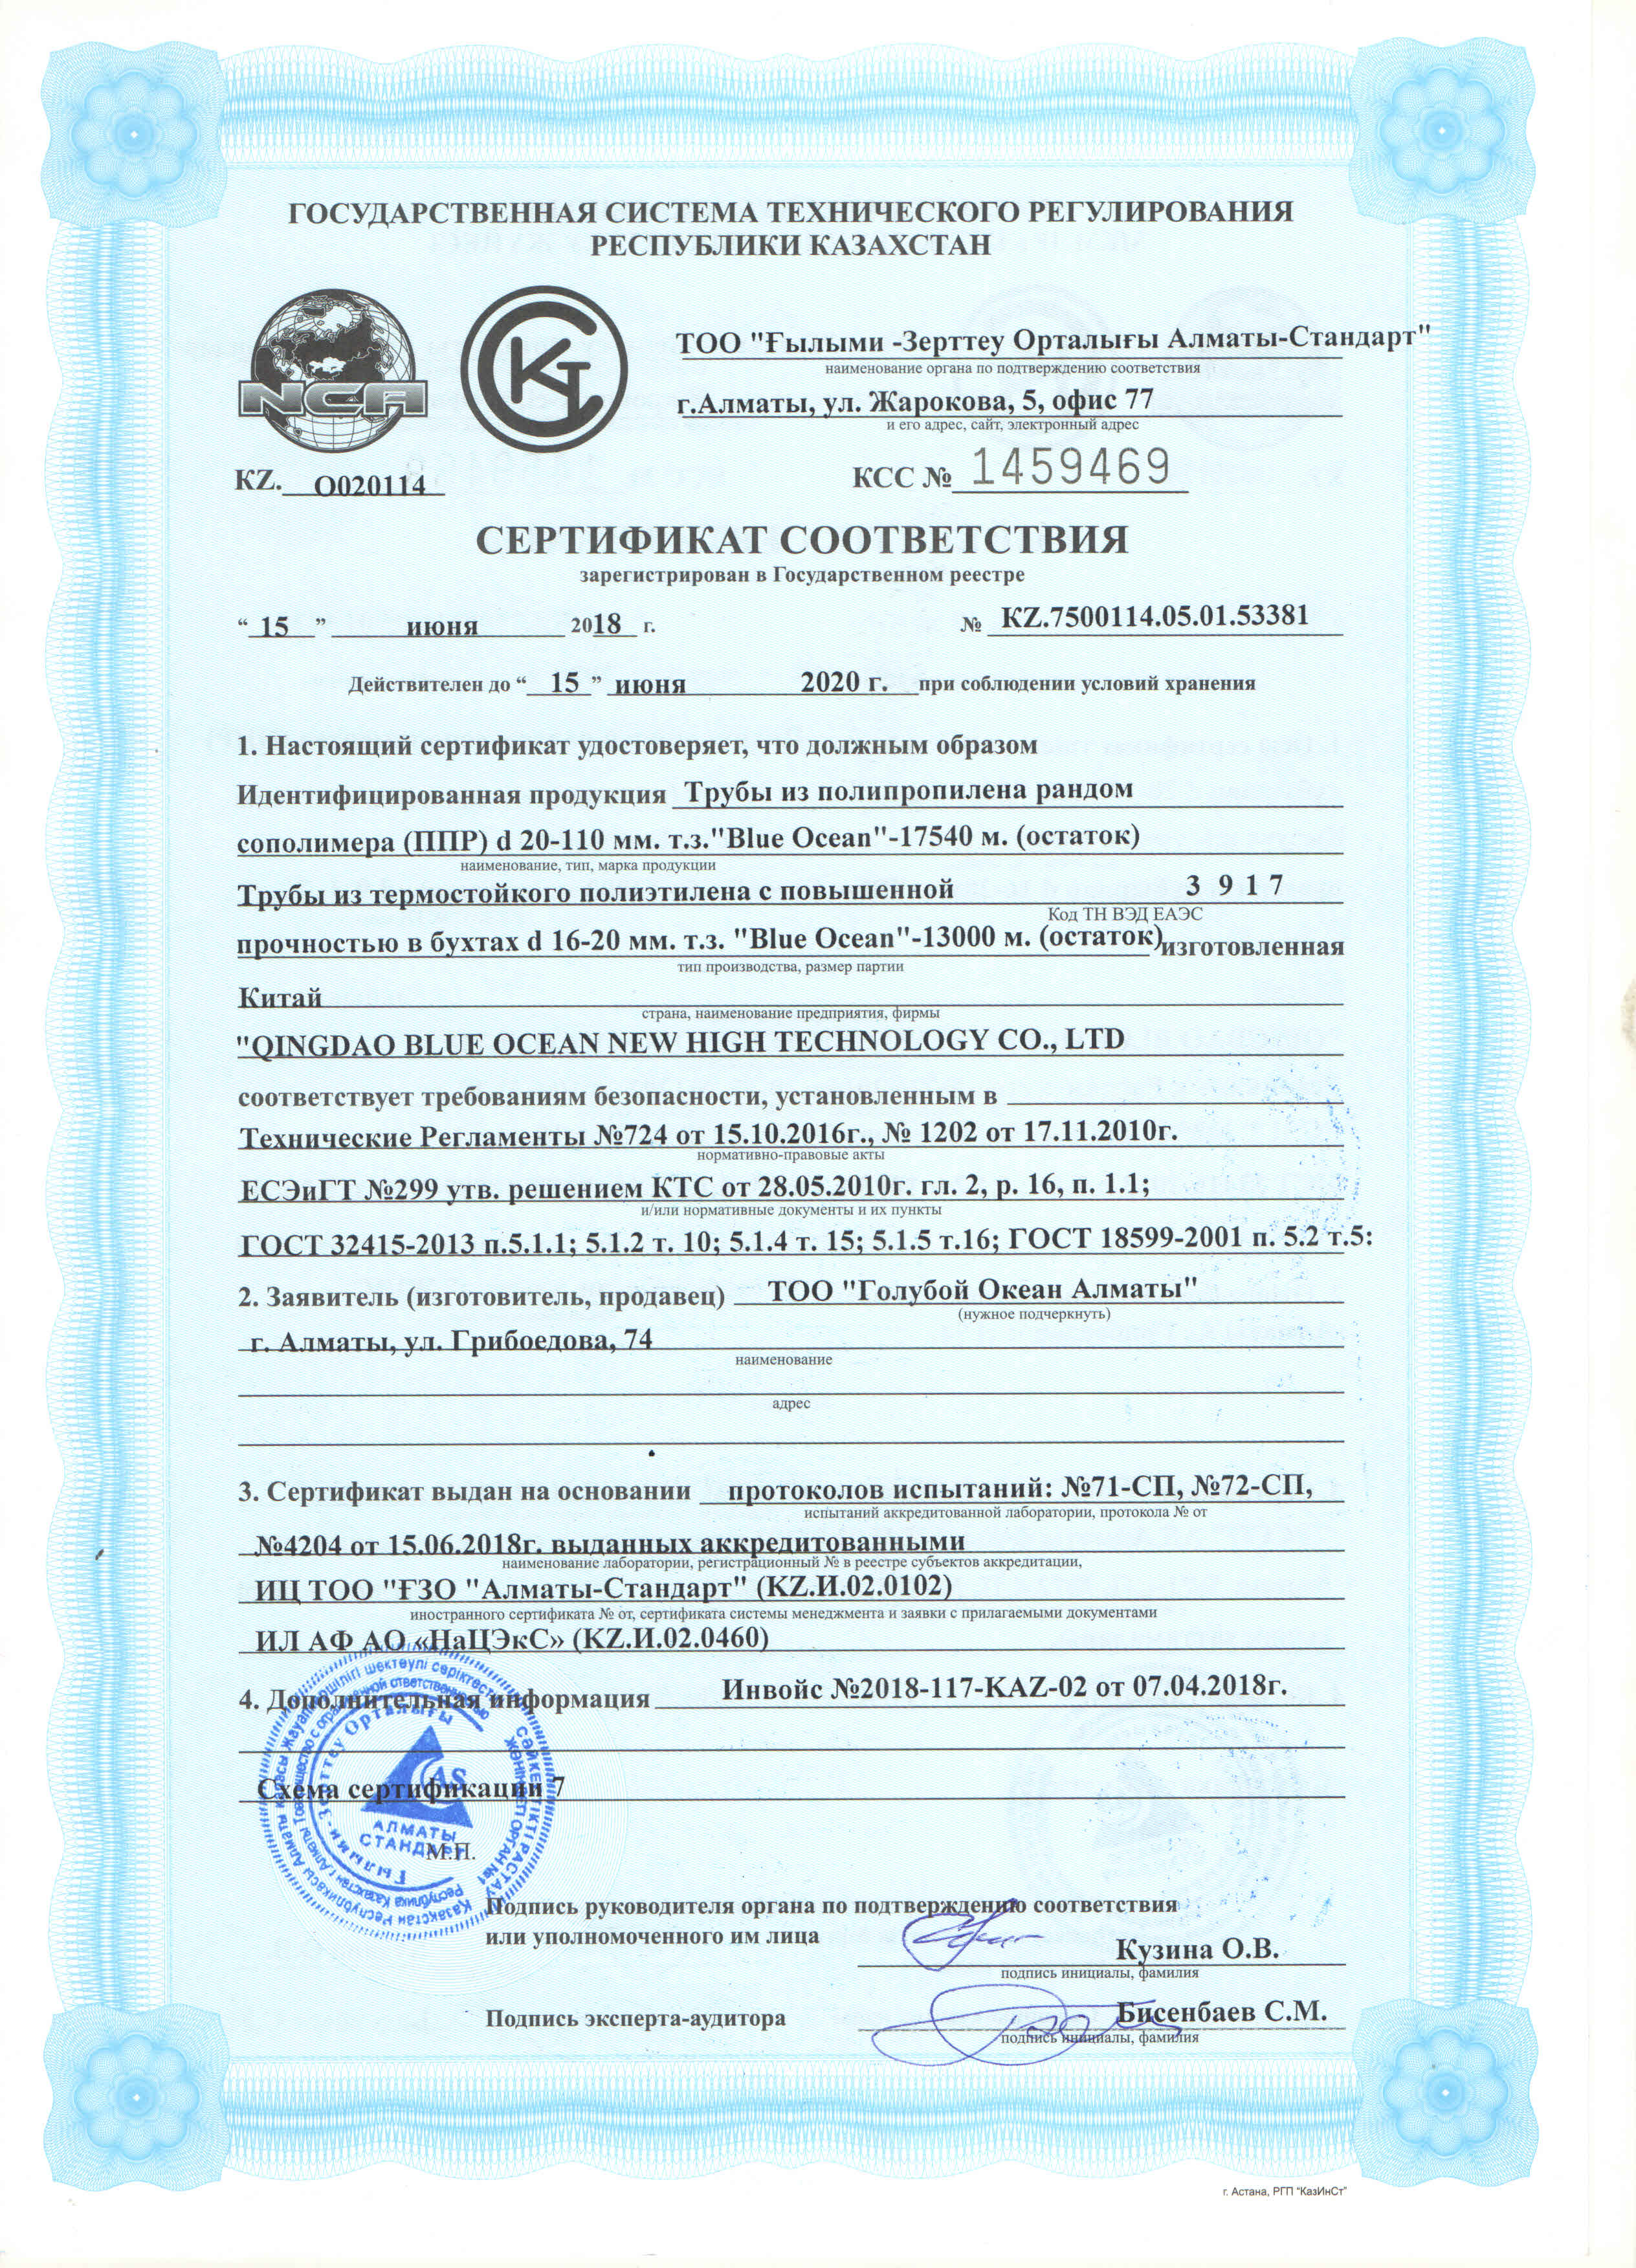 ГОСУДАРСТВЕННАЯ СИСТЕМА ТЕХНИЧЕСКОГО РЕГУЛИРОВАНИЯ
РЕСПУБЛИКИ КАЗАХСТАН
NCA
ТОО "Ғылыми -Зерттеу Орталығы Алматы-Стандарт"
наименование органа по подтверждению соответствия
г.Алматы, ул. Жарокова, 5, офис 77
и его адрес, сайт, электронный адрес
KZ. О020114
КСС № 1459469
СЕРТИФИКАТ СООТВЕТСТВИЯ
зарегистрирован в Государственном реестре
“ 15 ” июня 2018 г. № KZ.7500114.05.01.53381
Действителен до “ 15 ” июня 2020 г. при соблюдении условий хранения
1. Настоящий сертификат удостоверяет, что должным образом
Идентифицированная продукция Трубы из полипропилена рандом
сополимера (ППР) d 20-110 мм. т.з."Blue Ocean"-17540 м. (остаток)
наименование, тип, марка продукции
Трубы из термостойкого полиэтилена с повышенной 3 9 1 7
Код ТН ВЭД ЕАЭС
прочностью в бухтах d 16-20 мм. т.з. "Blue Ocean"-13000 м. (остаток)изготовленная
тип производства, размер партии
Китай
страна, наименование предприятия, фирмы
"QINGDAO BLUE OCEAN NEW HIGH TECHNOLOGY CO., LTD
соответствует требованиям безопасности, установленным в
Технические Регламенты №724 от 15.10.2016г., № 1202 от 17.11.2010г.
нормативно-правовые акты
ЕСЭиГТ №299 утв. решением КТС от 28.05.2010г. гл. 2, р. 16, п. 1.1;
и/или нормативные документы и их пункты
ГОСТ 32415-2013 п.5.1.1; 5.1.2 т. 10; 5.1.4 т. 15; 5.1.5 т.16; ГОСТ 18599-2001 п. 5.2 т.5:
2. Заявитель (изготовитель, продавец) ТОО "Голубой Океан Алматы"
(нужное подчеркнуть)
г. Алматы, ул. Грибоедова, 74
наименование
адрес
3. Сертификат выдан на основании протоколов испытаний: №71-СП, №72-СП,
испытаний аккредитованной лаборатории, протокола № от
№4204 от 15.06.2018г. выданных аккредитованными
наименование лаборатории, регистрационный № в реестре субъектов аккредитации,
ИЦ ТОО "ҒЗО "Алматы-Стандарт" (KZ.И.02.0102)
иностранного сертификата № от, сертификата системы менеджмента и заявки с прилагаемыми документами
ИЛ АФ АО «НаЦЭкС» (KZ.И.02.0460)
4. Дополнительная информация Инвойс №2018-117-KAZ-02 от 07.04.2018г.
Схема сертификации 7
AS
АЛМАТЫ
СТАНДАРТ
Ғылыми-Зерттеу Орталығы
М.П.
Подпись руководителя органа по подтверждению соответствия
или уполномоченного им лица
Кузина О.В.
подпись инициалы, фамилия
Подпись эксперта-аудитора
Бисенбаев С.М.
подпись инициалы, фамилия
г. Астана, РГП "КазИнСт"